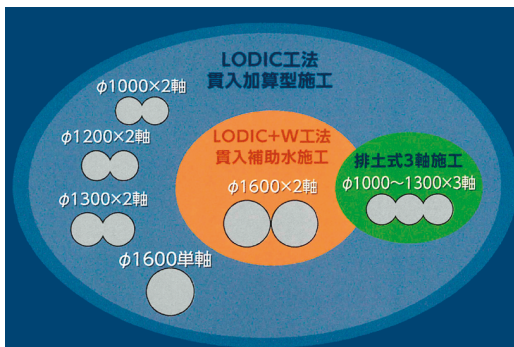 LODIC工法
貫入加算型施工
φ1000×2軸
φ1200×2軸
φ1300×2軸
φ1600単軸
LODIC+W工法
貫入補助水施工
φ1600×2軸
排土式3軸施工
φ1000～1300×3軸